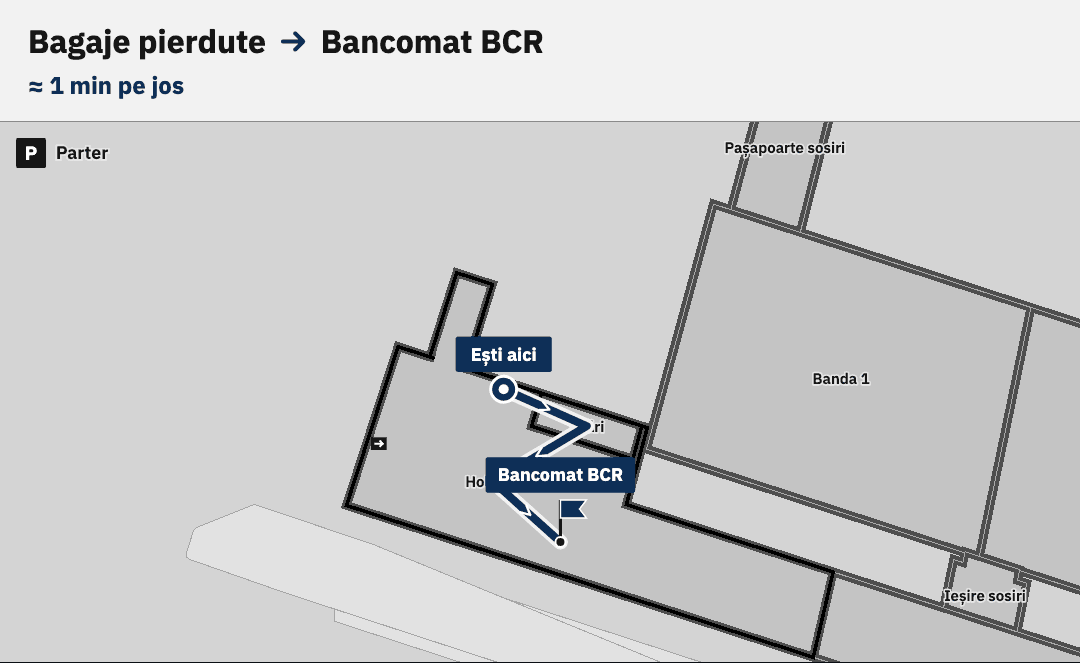 Bagaje pierdute → Bancomat BCR
≈ 1 min pe jos
P Parter
Pașapoarte sosiri
Ești aici
Banda 1
Bancomat BCR
Ieșire sosiri